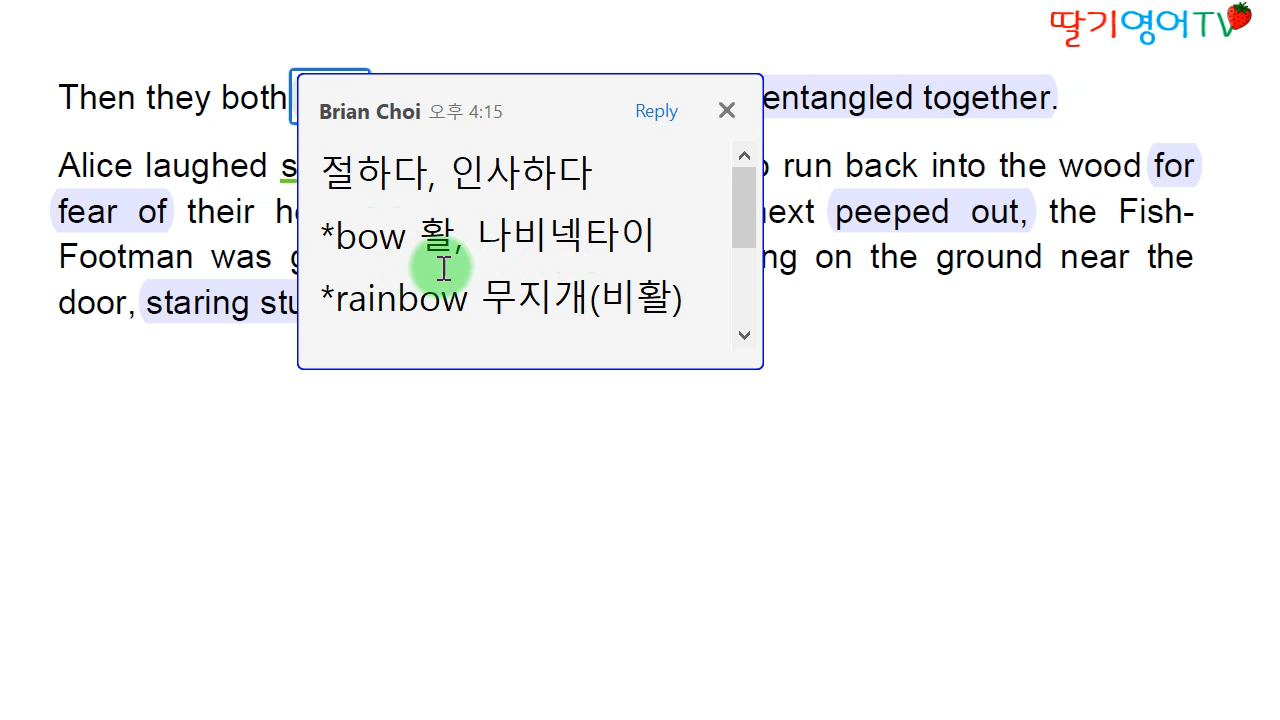 딸기영어TV
Then they both entangled together.
Brian Choi 오후 4:15 Reply
절하다, 인사하다
*bow 활, 나비넥타이
*rainbow 무지개(비활)
Alice laughed run back into the wood for
fear of their peeped out, the Fish-
Footman was on the ground near the
door, staring